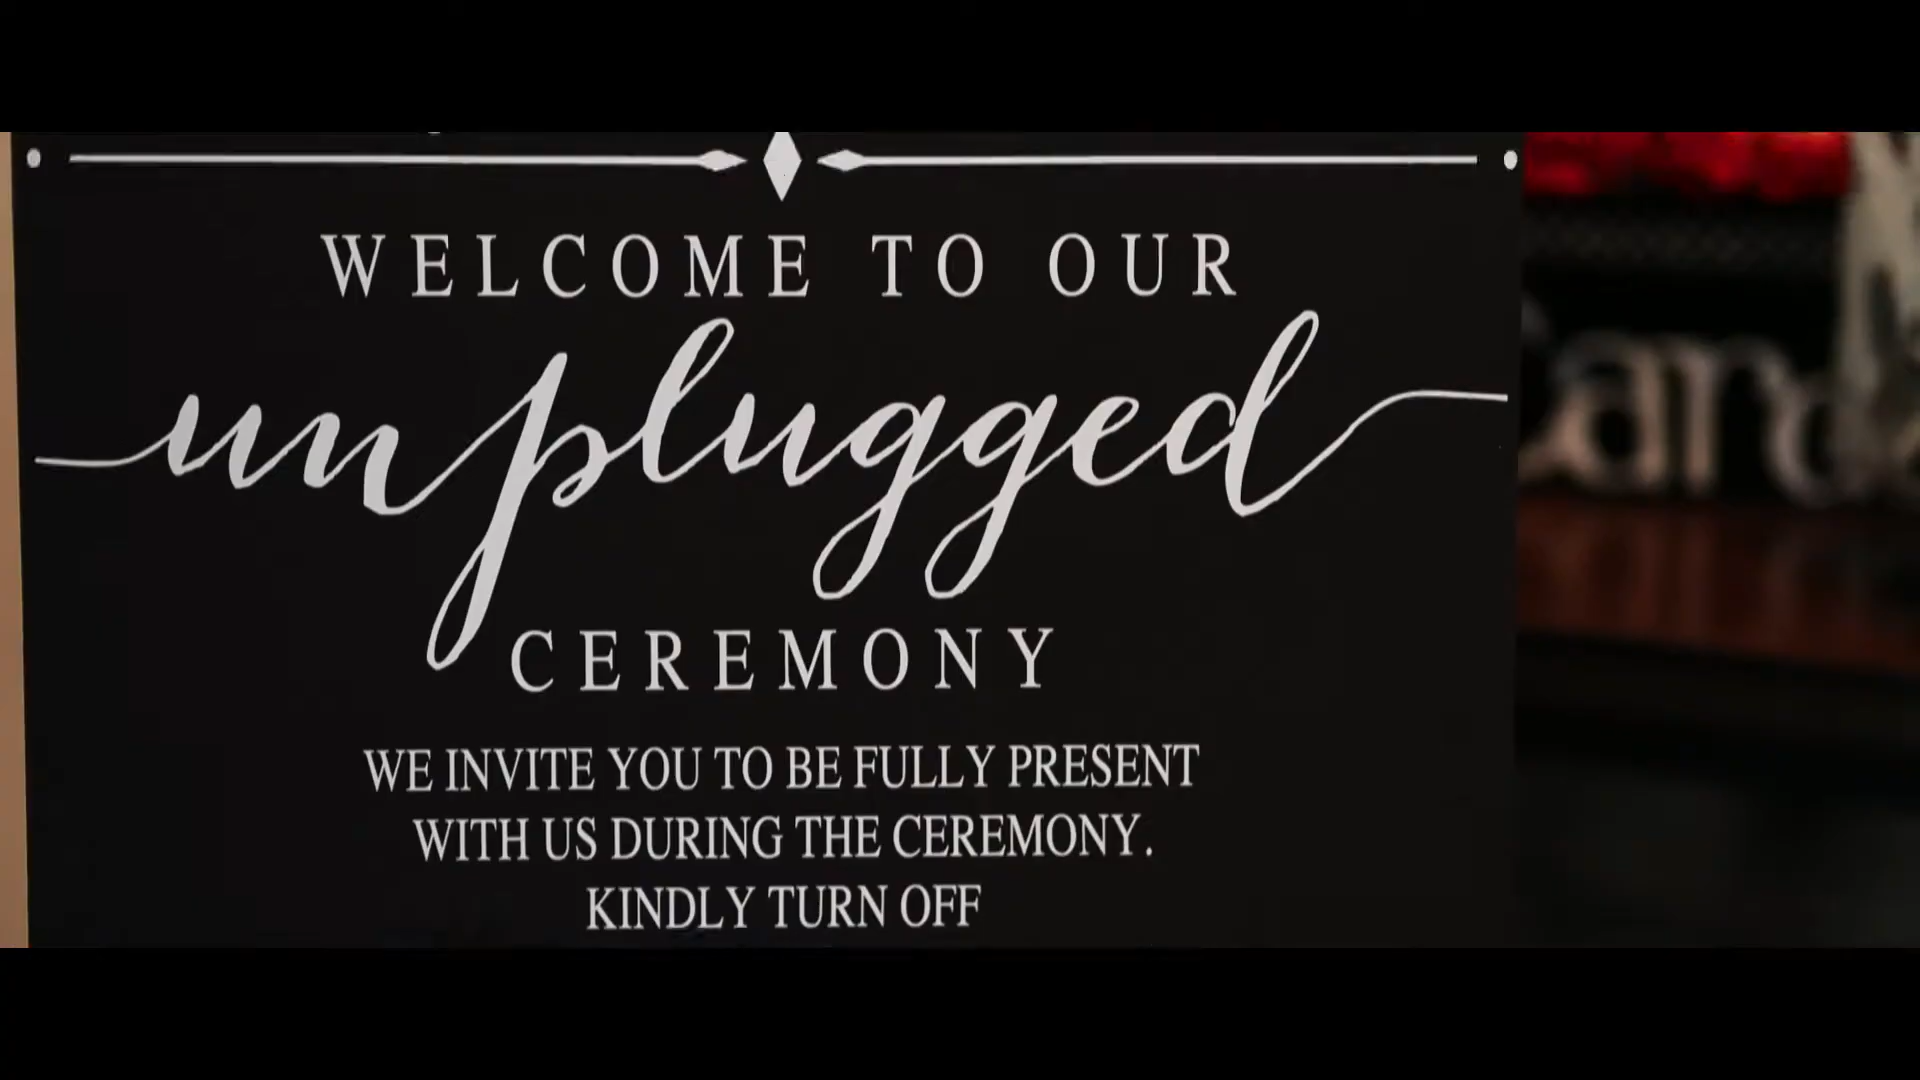 WELCOME TO OUR
unplugged
CEREMONY
WE INVITE YOU TO BE FULLY PRESENT
WITH US DURING THE CEREMONY.
KINDLY TURN OFF